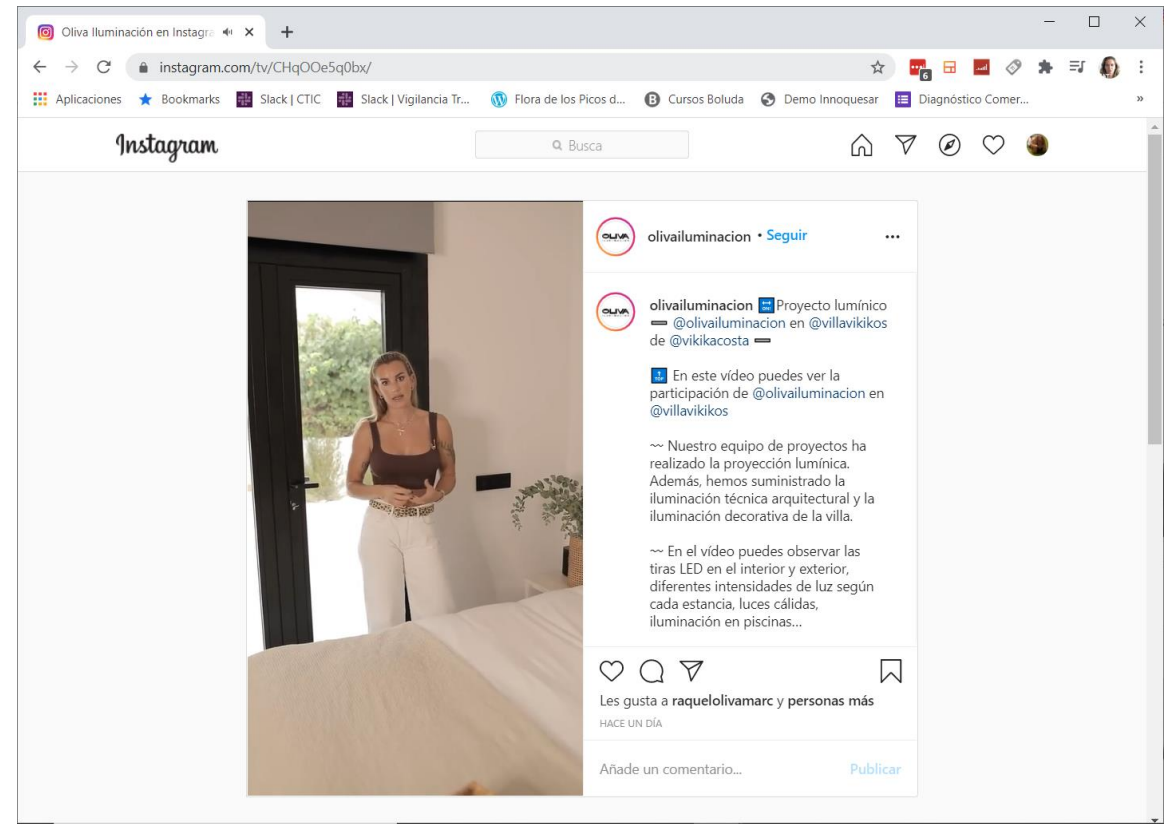 Oliva Iluminación en Instagra
instagram.com/tv/CHqOOe5q0bx/
6
Aplicaciones Bookmarks Slack | CTIC Slack | Vigilancia Tr... Flora de los Picos d... Cursos Boluda Demo Innoquesar Diagnóstico Comer... »
Instagram
Busca
OLIVA
olivailuminacion • Seguir
OLIVA
olivailuminacion Proyecto lumínico
@olivailuminacion en @villavikikos
de @vikikacosta
TOP En este vídeo puedes ver la
participación de @olivailuminacion en
@villavikikos
~~ Nuestro equipo de proyectos ha
realizado la proyección lumínica.
Además, hemos suministrado la
iluminación técnica arquitectural y la
iluminación decorativa de la villa.
~~ En el vídeo puedes observar las
tiras LED en el interior y exterior,
diferentes intensidades de luz según
cada estancia, luces cálidas,
iluminación en piscinas...
Les gusta a raquelolivamarc y personas más
HACE UN DÍA
Añade un comentario... Publicar